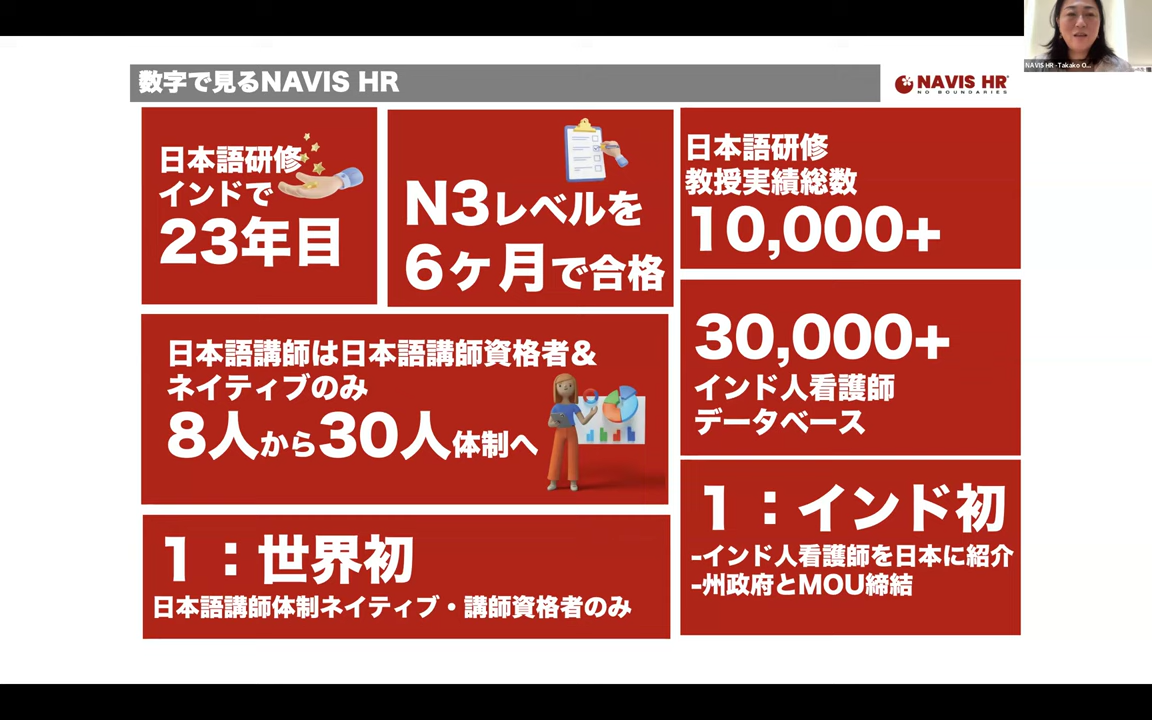 数字で見るNAVIS HR
NAVIS HR
NO BOUNDARIES
NAVIS HR - Takako O...
日本語研修
インドで
23年目
N3レベルを
6ヶ月で合格
日本語研修
教授実績総数
10,000+
日本語講師は日本語講師資格者&
ネイティブのみ
8人から30人体制へ
30,000+
インド人看護師
データベース
1：世界初
日本語講師体制ネイティブ・講師資格者のみ
1：インド初
-インド人看護師を日本に紹介
-州政府とMOU締結